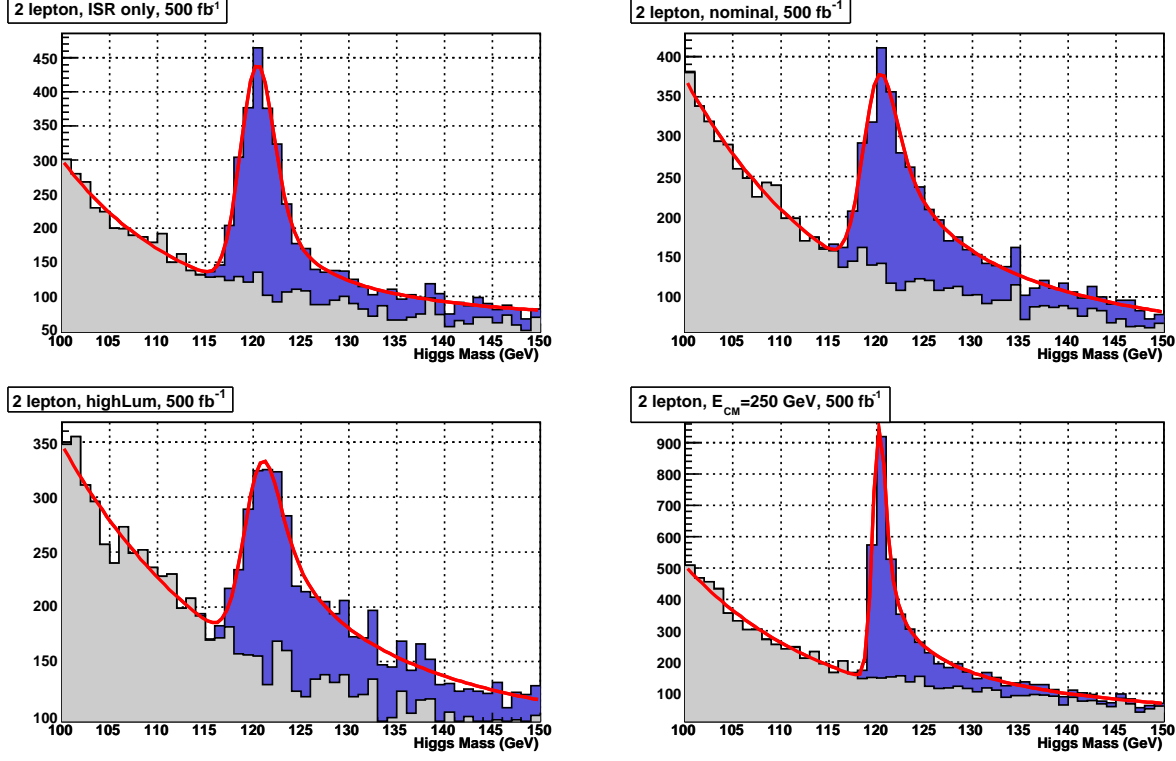 2 lepton, ISR only, 500 fb-1
450
400
350
300
250
200
150
100
50
100 105 110 115 120 125 130 135 140 145 150
Higgs Mass (GeV)
2 lepton, nominal, 500 fb-1
400
350
300
250
200
150
100
100 105 110 115 120 125 130 135 140 145 150
Higgs Mass (GeV)
2 lepton, highLum, 500 fb-1
350
300
250
200
150
100
100 105 110 115 120 125 130 135 140 145 150
Higgs Mass (GeV)
2 lepton, ECM=250 GeV, 500 fb-1
900
800
700
600
500
400
300
200
100
100 105 110 115 120 125 130 135 140 145 150
Higgs Mass (GeV)